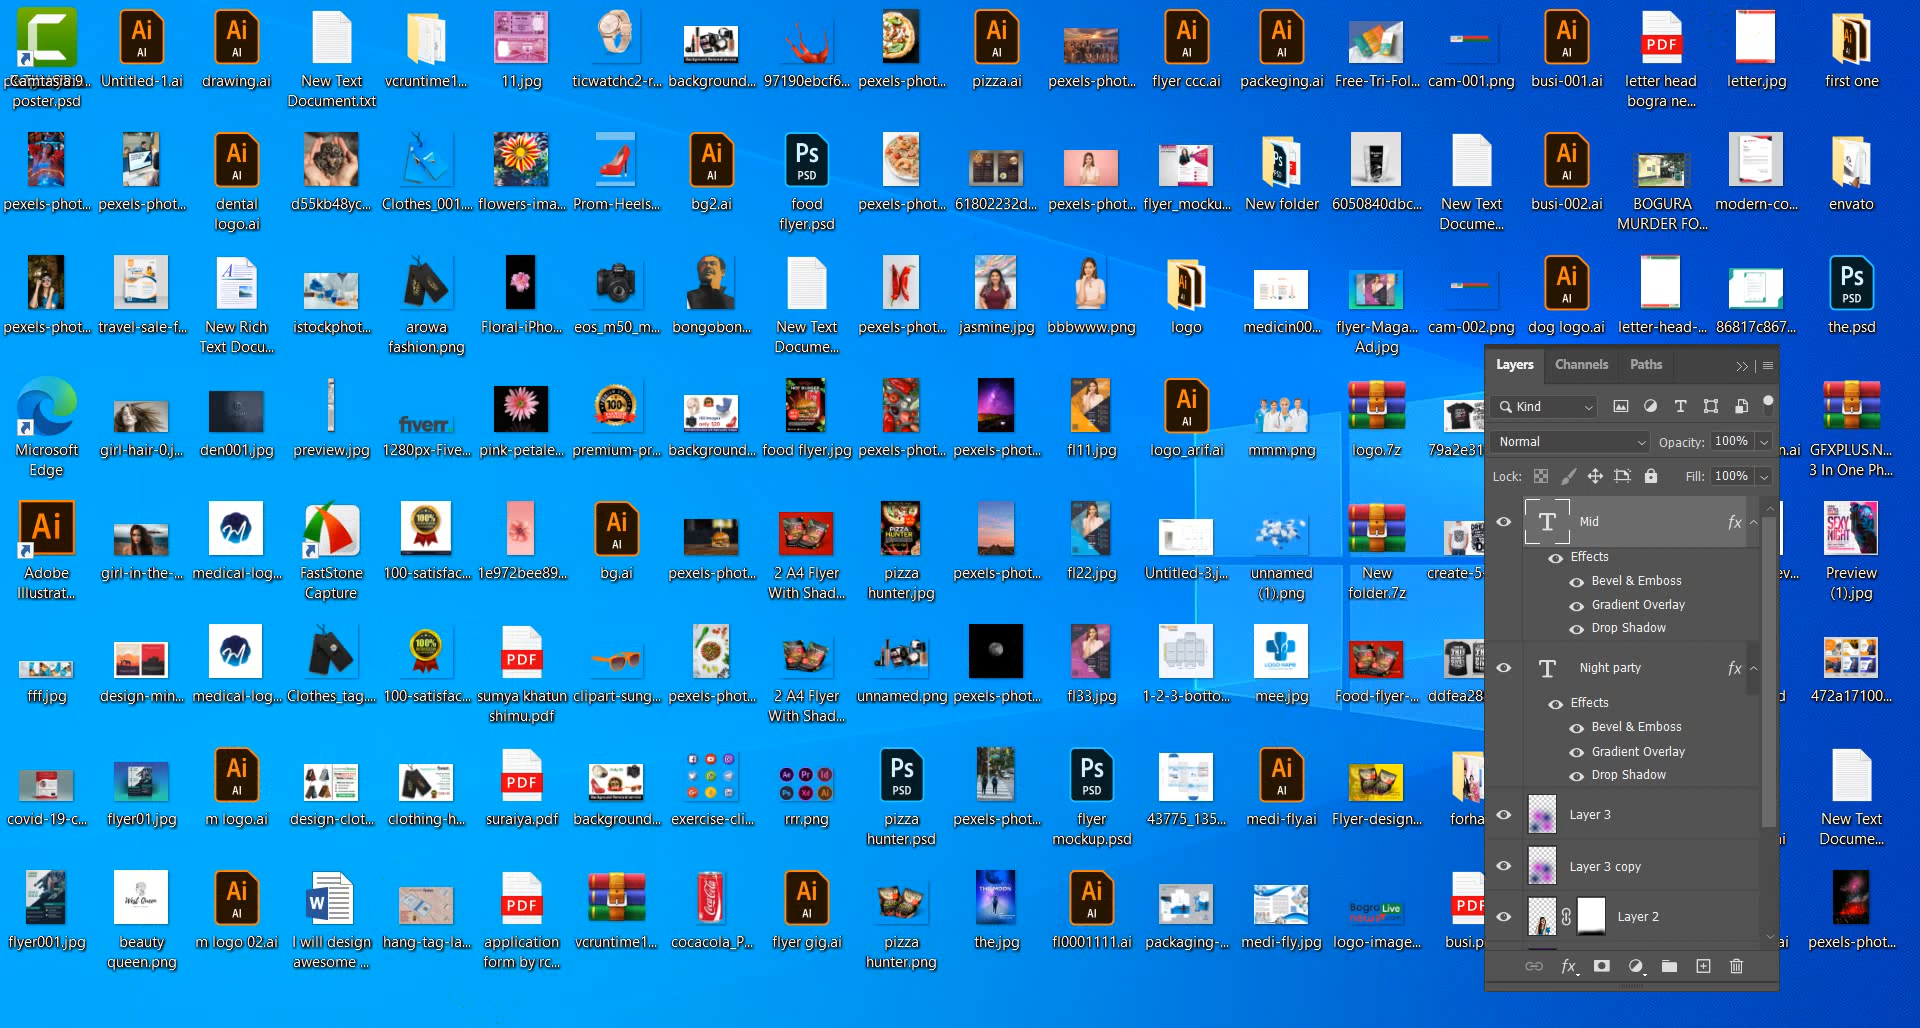 Camtasia 9
poster.psd
Untitled-1.ai
drawing.ai
New Text
Document.txt
vcruntime1...
11.jpg
ticwatchc2-r...
background...
97190ebcf6...
pexels-phot...
pizza.ai
pexels-phot...
flyer ccc.ai
packeging.ai
Free-Tri-Fol...
cam-001.png
busi-001.ai
letter head
bogra ne...
letter.jpg
first one
pexels-phot...
pexels-phot...
dental
logo.ai
d55kb48yc...
Clothes_001....
flowers-ima...
Prom-Heels...
bg2.ai
food
flyer.psd
pexels-phot...
61802232d...
pexels-phot...
flyer_mocku...
New folder
6050840dbc...
New Text
Docume...
busi-002.ai
BOGURA
MURDER FO...
modern-co...
envato
pexels-phot...
travel-sale-f...
New Rich
Text Docu...
istockphot...
arowa
fashion.png
Floral-iPho...
eos_m50_m...
bongobon...
New Text
Docume...
pexels-phot...
jasmine.jpg
bbbwww.png
logo
medicin00...
flyer-Maga...
Ad.jpg
cam-002.png
dog logo.ai
letter-head-...
86817c867...
the.psd
Microsoft
Edge
girl-hair-0.j...
den001.jpg
preview.jpg
fiverr.
1280px-Five...
pink-petale...
premium-pr...
background...
food flyer.jpg
pexels-phot...
pexels-phot...
fl11.jpg
logo_arif.ai
mmm.png
logo.7z
79a2e31
n.ai
GFXPLUS.N...
3 In One Ph...
Adobe
Illustrat...
girl-in-the-...
medical-log...
FastStone
Capture
100-satisfac...
1e972bee89...
bg.ai
pexels-phot...
2 A4 Flyer
With Shad...
pizza
hunter.jpg
pexels-phot...
fl22.jpg
Untitled-3.j...
unnamed
(1).png
New
folder.7z
create-5-
ev...
Preview
(1).jpg
fff.jpg
design-min...
medical-log...
Clothes_tag....
100-satisfac...
sumya khatun
shimu.pdf
clipart-sung...
pexels-phot...
2 A4 Flyer
With Shad...
unnamed.png
pexels-phot...
fl33.jpg
1-2-3-botto...
mee.jpg
Food-flyer-...
ddfea28
d
472a17100...
covid-19-c...
flyer01.jpg
m logo.ai
design-clot...
clothing-h...
suraiya.pdf
background...
exercise-cli...
rrr.png
pizza
hunter.psd
pexels-phot...
flyer
mockup.psd
43775_135...
medi-fly.ai
Flyer-design...
forha
ai
New Text
Docume...
flyer001.jpg
beauty
queen.png
m logo 02.ai
I will design
awesome ...
hang-tag-la...
application
form by rc...
vcruntime1...
cocacola_P...
flyer gig.ai
pizza
hunter.png
the.jpg
fl0001111.ai
packaging-...
medi-fly.jpg
logo-image...
busi.p
ai
pexels-phot...
Layers
Channels
Paths
Kind
Normal
Opacity: 100%
Lock:
Fill: 100%
Mid
fx
Effects
Bevel & Emboss
Gradient Overlay
Drop Shadow
Night party
fx
Effects
Bevel & Emboss
Gradient Overlay
Drop Shadow
Layer 3
Layer 3 copy
Layer 2
fx